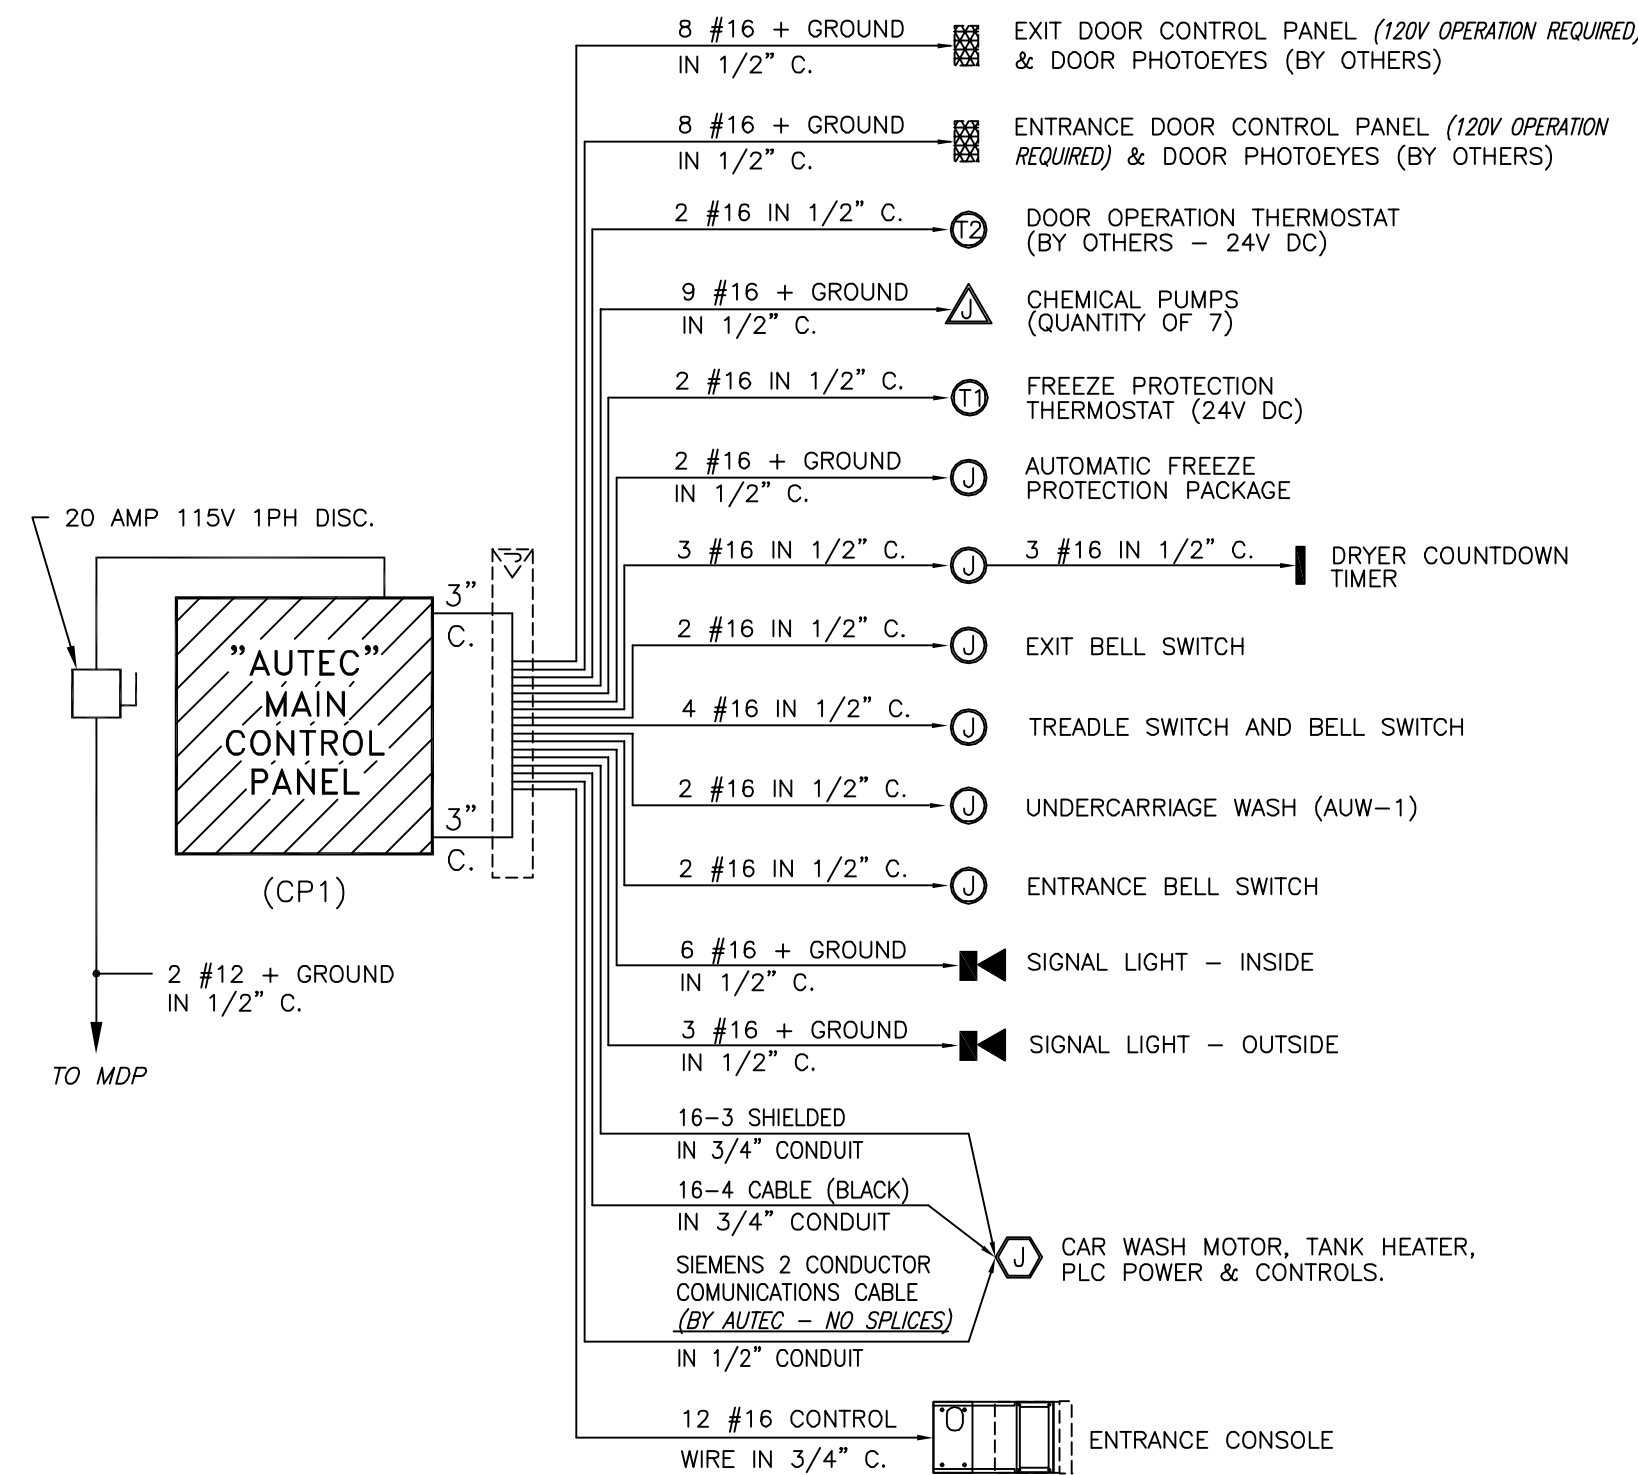 8 #16 + GROUND
IN 1/2" C.
EXIT DOOR CONTROL PANEL (120V OPERATION REQUIRED)
& DOOR PHOTOEYES (BY OTHERS)
8 #16 + GROUND
IN 1/2" C.
ENTRANCE DOOR CONTROL PANEL (120V OPERATION
REQUIRED) & DOOR PHOTOEYES (BY OTHERS)
2 #16 IN 1/2" C.
T2
DOOR OPERATION THERMOSTAT
(BY OTHERS – 24V DC)
9 #16 + GROUND
IN 1/2" C.
J
CHEMICAL PUMPS
(QUANTITY OF 7)
2 #16 IN 1/2" C.
T1
FREEZE PROTECTION
THERMOSTAT (24V DC)
2 #16 + GROUND
IN 1/2" C.
J
AUTOMATIC FREEZE
PROTECTION PACKAGE
20 AMP 115V 1PH DISC.
3 #16 IN 1/2" C.
J
3 #16 IN 1/2" C.
DRYER COUNTDOWN
TIMER
J
3"
C.
"AUTEC"
MAIN
CONTROL
PANEL
3"
C.
(CP1)
2 #16 IN 1/2" C.
J
EXIT BELL SWITCH
4 #16 IN 1/2" C.
J
TREADLE SWITCH AND BELL SWITCH
2 #16 IN 1/2" C.
J
UNDERCARRIAGE WASH (AUW–1)
2 #16 IN 1/2" C.
J
ENTRANCE BELL SWITCH
2 #12 + GROUND
IN 1/2" C.
TO MDP
6 #16 + GROUND
IN 1/2" C.
SIGNAL LIGHT – INSIDE
3 #16 + GROUND
IN 1/2" C.
SIGNAL LIGHT – OUTSIDE
16–3 SHIELDED
IN 3/4" CONDUIT
16–4 CABLE (BLACK)
IN 3/4" CONDUIT
SIEMENS 2 CONDUCTOR
COMUNICATIONS CABLE
(BY AUTEC – NO SPLICES)
IN 1/2" CONDUIT
J
CAR WASH MOTOR, TANK HEATER,
PLC POWER & CONTROLS.
12 #16 CONTROL
WIRE IN 3/4" C.
ENTRANCE CONSOLE